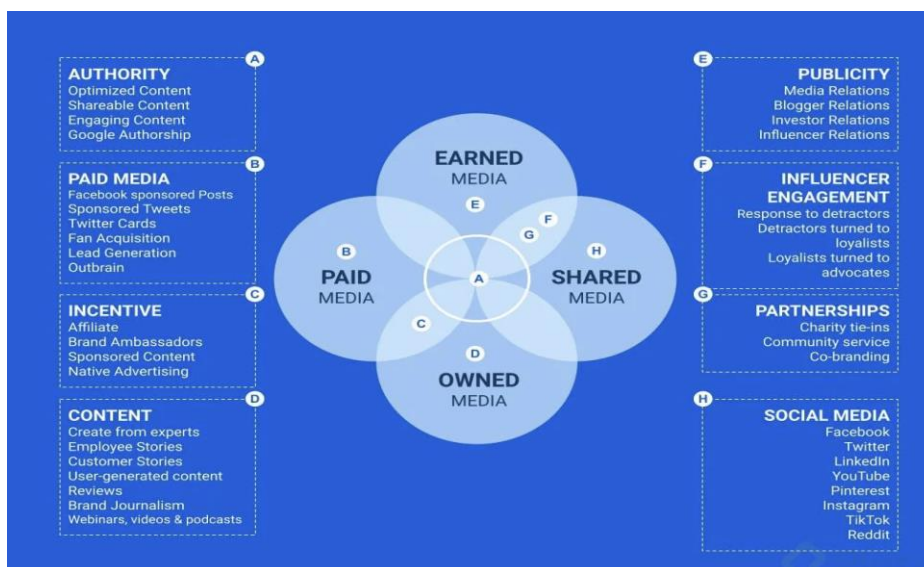 A
AUTHORITY
Optimized Content
Shareable Content
Engaging Content
Google Authorship
B
PAID MEDIA
Facebook sponsored Posts
Sponsored Tweets
Twitter Cards
Fan Acquisition
Lead Generation
Outbrain
C
INCENTIVE
Affiliate
Brand Ambassadors
Sponsored Content
Native Advertising
D
CONTENT
Create from experts
Employee Stories
Customer Stories
User-generated content
Reviews
Brand Journalism
Webinars, videos & podcasts
EARNED
MEDIA
E
F
G
B
PAID
MEDIA
A
H
SHARED
MEDIA
C
D
OWNED
MEDIA
E
PUBLICITY
Media Relations
Blogger Relations
Investor Relations
Influencer Relations
F
INFLUENCER
ENGAGEMENT
Response to detractors
Detractors turned to
loyalists
Loyalists turned to
advocates
G
PARTNERSHIPS
Charity tie-ins
Community service
Co-branding
H
SOCIAL MEDIA
Facebook
Twitter
LinkedIn
YouTube
Pinterest
Instagram
TikTok
Reddit